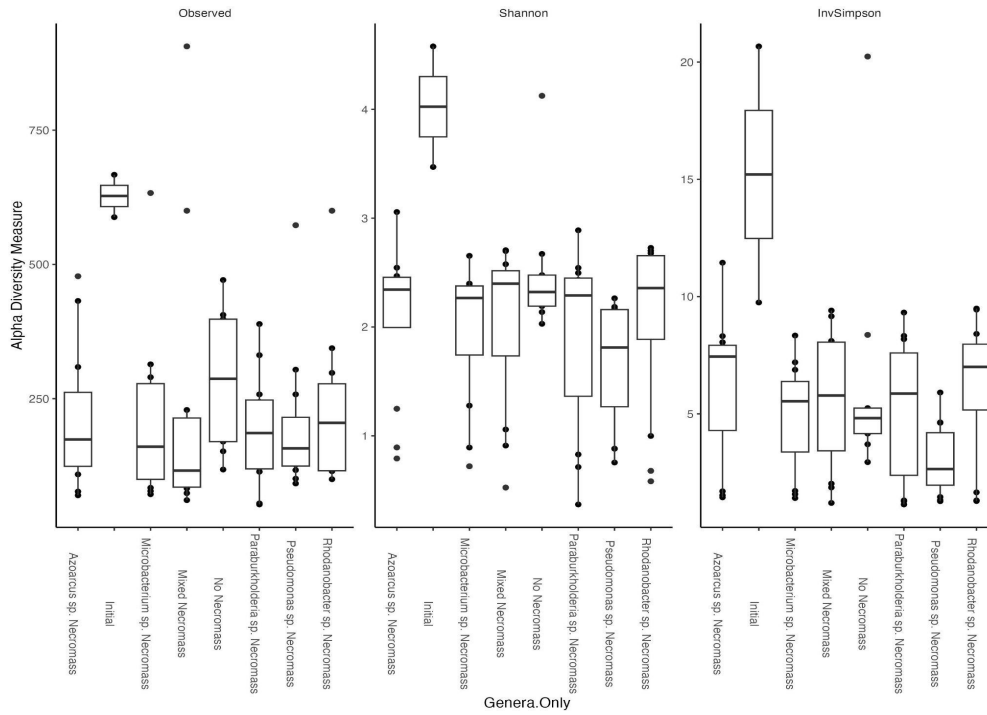 Observed
Shannon
InvSimpson
Alpha Diversity Measure
750
500
250
4
3
2
1
20
15
10
5
Azoarcus sp. Necromass
Initial
Microbacterium sp. Necromass
Mixed Necromass
No Necromass
Paraburkholderia sp. Necromass
Pseudomonas sp. Necromass
Rhodanobacter sp. Necromass
Azoarcus sp. Necromass
Initial
Microbacterium sp. Necromass
Mixed Necromass
No Necromass
Paraburkholderia sp. Necromass
Pseudomonas sp. Necromass
Rhodanobacter sp. Necromass
Azoarcus sp. Necromass
Initial
Microbacterium sp. Necromass
Mixed Necromass
No Necromass
Paraburkholderia sp. Necromass
Pseudomonas sp. Necromass
Rhodanobacter sp. Necromass
Genera.Only